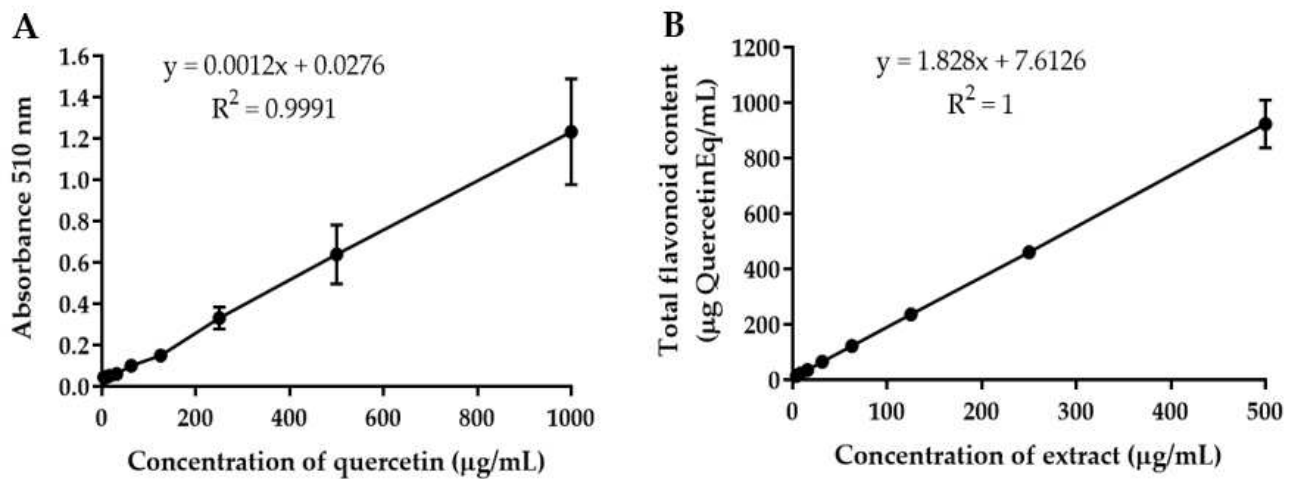 A
y = 0.0012x + 0.0276
R² = 0.9991
1.6
1.4
1.2
1.0
0.8
0.6
0.4
0.2
0.0
0
200
400
600
800
1000
Absorbance 510 nm
Concentration of quercetin (µg/mL)
B
y = 1.828x + 7.6126
R² = 1
1200
1000
800
600
400
200
0
0
100
200
300
400
500
Total flavonoid content
(µg QuercetinEq/mL)
Concentration of extract (µg/mL)